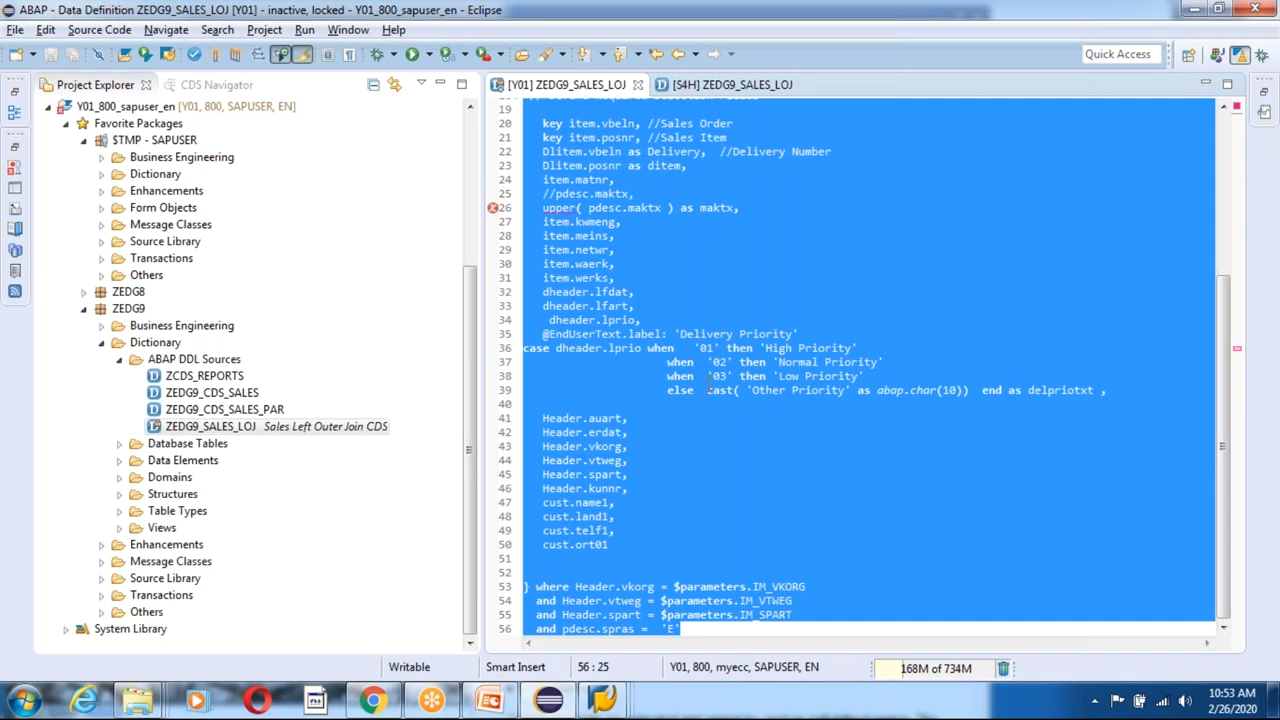 ABAP - Data Definition ZEDG9_SALES_LOJ [Y01] - inactive, locked - Y01_800_sapuser_en - Eclipse
File Edit Source Code Navigate Search Project Run Window Help
Quick Access
Project Explorer CDS Navigator
[Y01] ZEDG9_SALES_LOJ [S4H] ZEDG9_SALES_LOJ
Y01_800_sapuser_en [Y01, 800, SAPUSER, EN]
Favorite Packages
$TMP - SAPUSER
Business Engineering
Dictionary
Enhancements
Form Objects
Message Classes
Source Library
Transactions
Others
ZEDG8
ZEDG9
Business Engineering
Dictionary
ABAP DDL Sources
ZCDS_REPORTS
ZEDG9_CDS_SALES
ZEDG9_CDS_SALES_PAR
ZEDG9_SALES_LOJ Sales Left Outer Join CDS
Database Tables
Data Elements
Domains
Structures
Table Types
Views
Enhancements
Message Classes
Source Library
Transactions
Others
System Library
19
20 key item.vbeln, //Sales Order
21 key item.posnr, //Sales Item
22 Dlitem.vbeln as Delivery, //Delivery Number
23 Dlitem.posnr as ditem,
24 item.matnr,
25 //pdesc.maktx,
26 upper( pdesc.maktx ) as maktx,
27 item.kwmeng,
28 item.meins,
29 item.netwr,
30 item.waerk,
31 item.werks,
32 dheader.lfdat,
33 dheader.lfart,
34 dheader.lprio,
35 @EndUserText.label: 'Delivery Priority'
36 case dheader.lprio when '01' then 'High Priority'
37 when '02' then 'Normal Priority'
38 when '03' then 'Low Priority'
39 else cast( 'Other Priority' as abap.char(10)) end as delpriotxt ,
40
41 Header.auart,
42 Header.erdat,
43 Header.vkorg,
44 Header.vtweg,
45 Header.spart,
46 Header.kunnr,
47 cust.name1,
48 cust.land1,
49 cust.telf1,
50 cust.ort01
51
52
53 } where Header.vkorg = $parameters.IM_VKORG
54 and Header.vtweg = $parameters.IM_VTWEG
55 and Header.spart = $parameters.IM_SPART
56 and pdesc.spras = 'E'
Writable Smart Insert 56 : 25 Y01, 800, myecc, SAPUSER, EN 168M of 734M
10:53 AM
2/26/2020